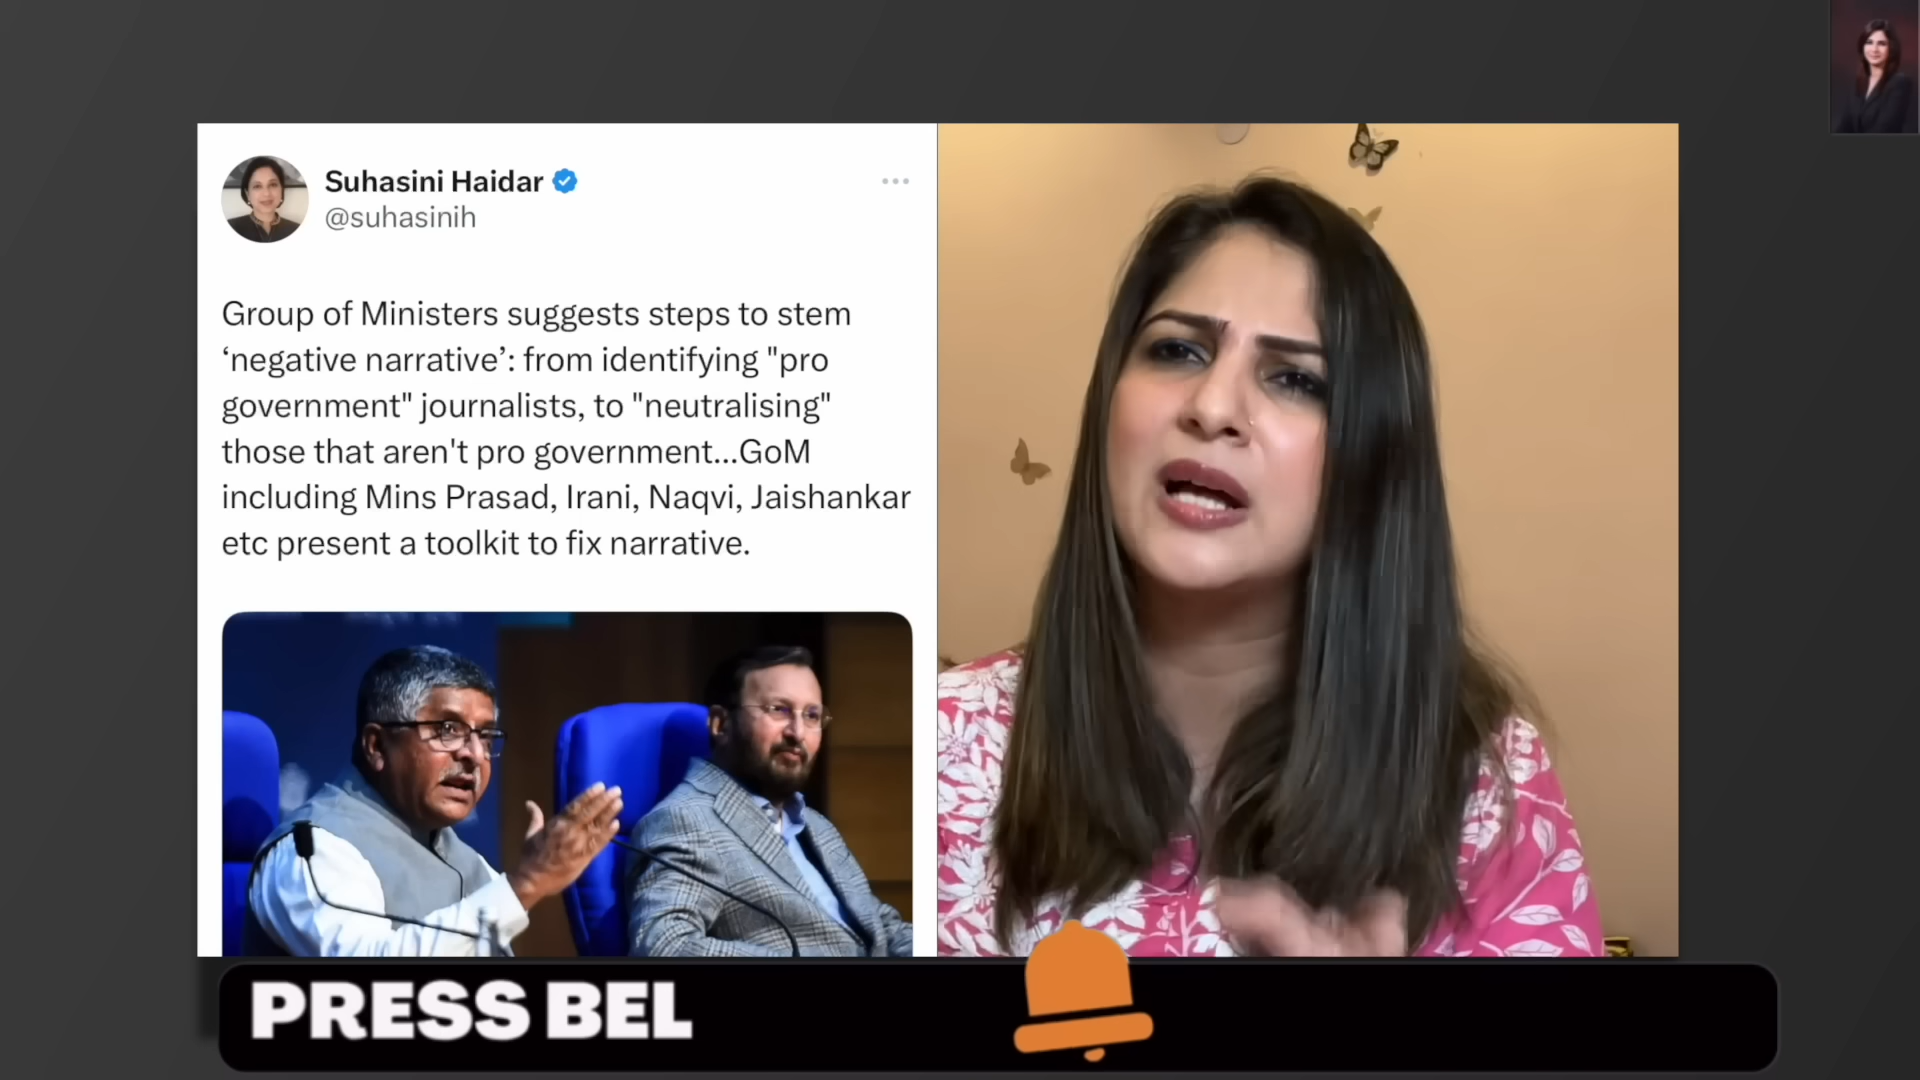 Suhasini Haidar
@suhasinih
Group of Ministers suggests steps to stem
‘negative narrative’: from identifying "pro
government" journalists, to "neutralising"
those that aren't pro government...GoM
including Mins Prasad, Irani, Naqvi, Jaishankar
etc present a toolkit to fix narrative.
PRESS BEL